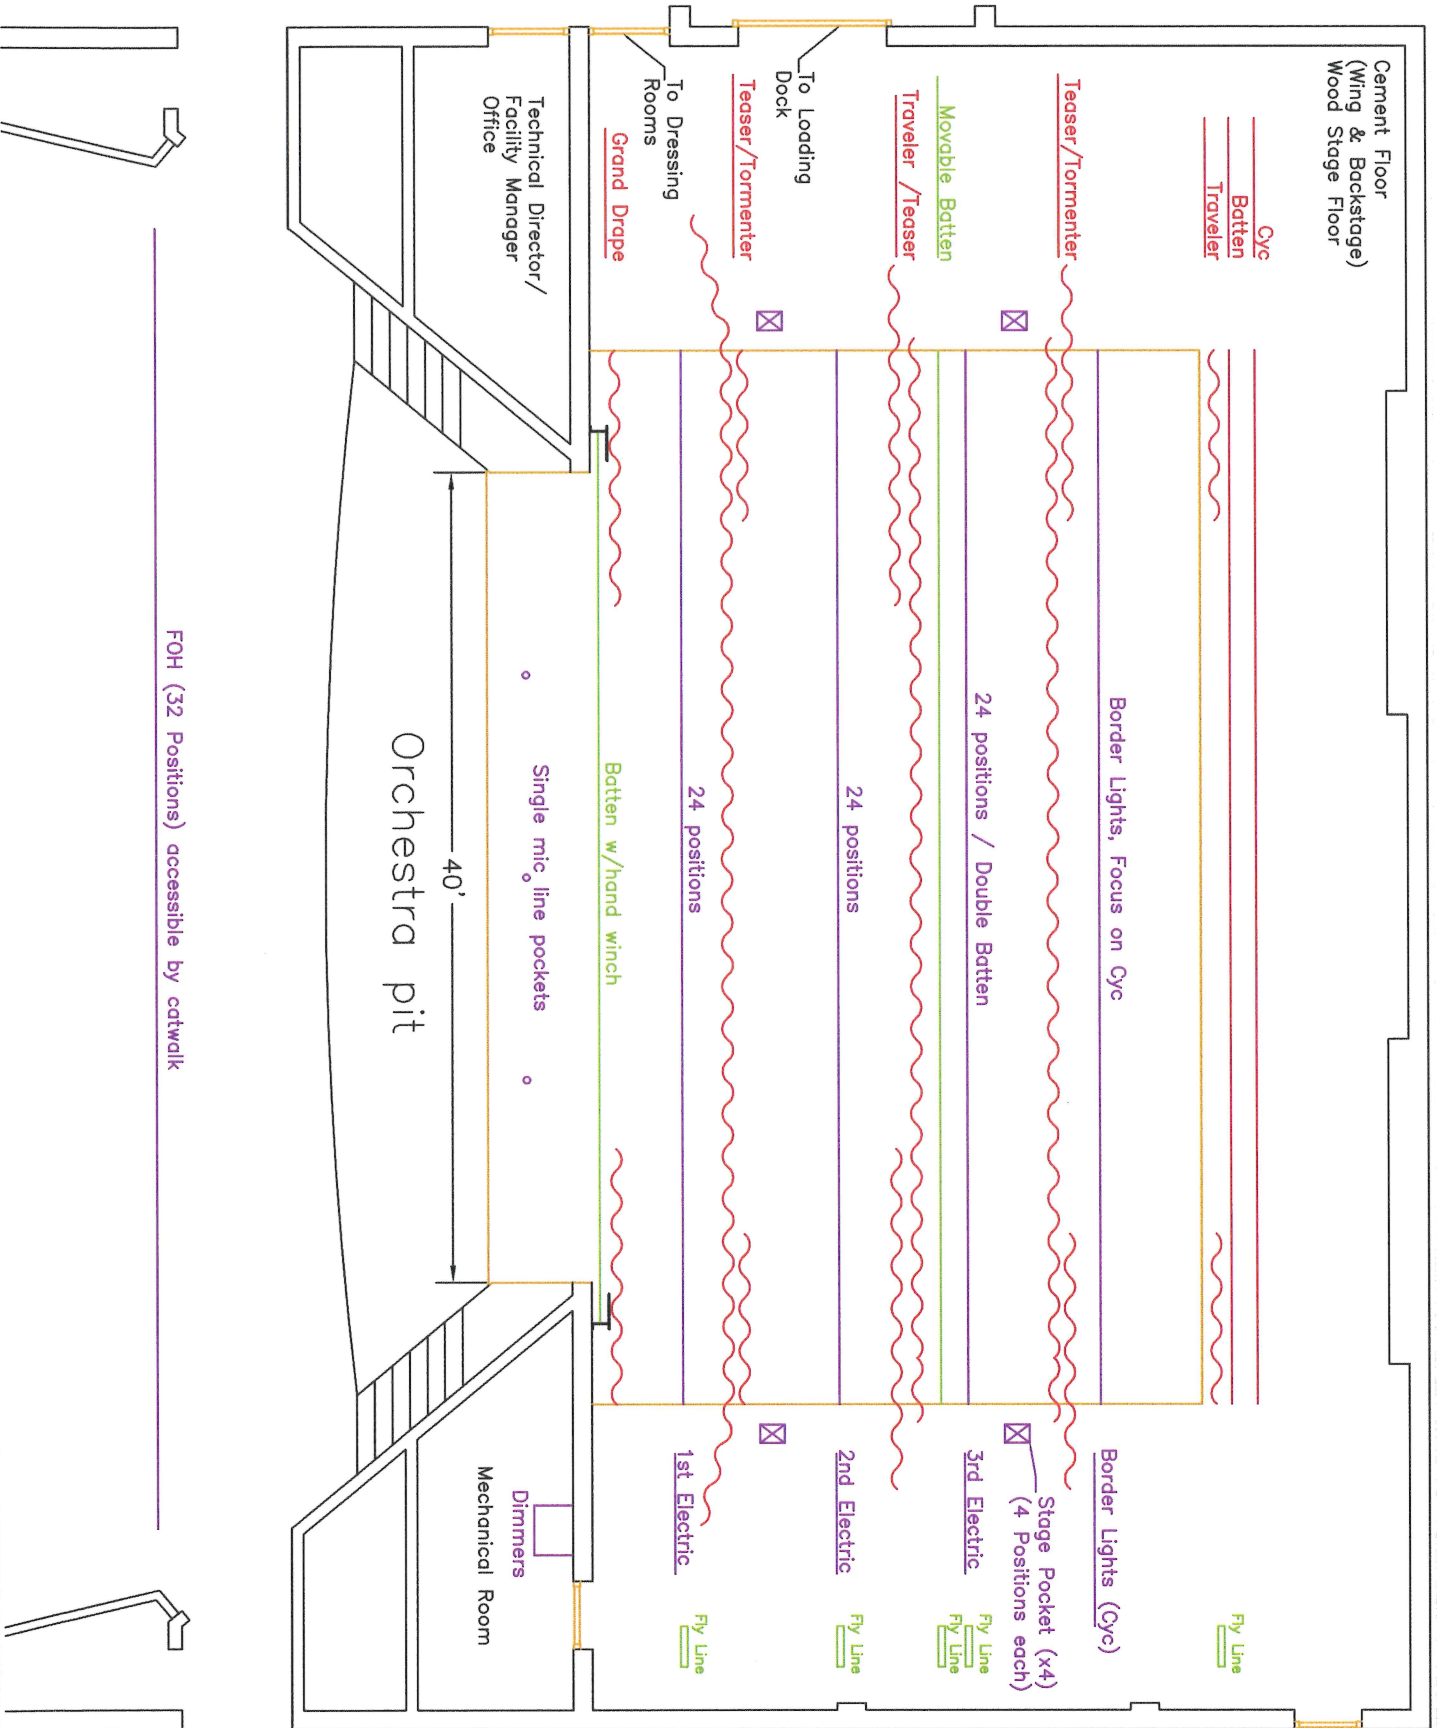 Cement Floor
(Wing & Backstage)
Wood Stage Floor
Cyc
Batten
Traveler
Teaser/Tormenter
Movable Batten
Traveler /Teaser
To Loading
Dock
Teaser/Tormenter
To Dressing
Rooms
Grand Drape
Technical Director/
Facility Manager
Office
Border Lights, Focus on Cyc
24 positions / Double Batten
24 positions
24 positions
Batten w/hand winch
Single mic line pockets
40'
Orchestra pit
FOH (32 Positions) accessible by catwalk
Border Lights (Cyc)
Stage Pocket (x4)
(4 Positions each)
3rd Electric
2nd Electric
1st Electric
Dimmers
Mechanical Room
Fly Line
Fly Line
Fly Line
Fly Line
Fly Line